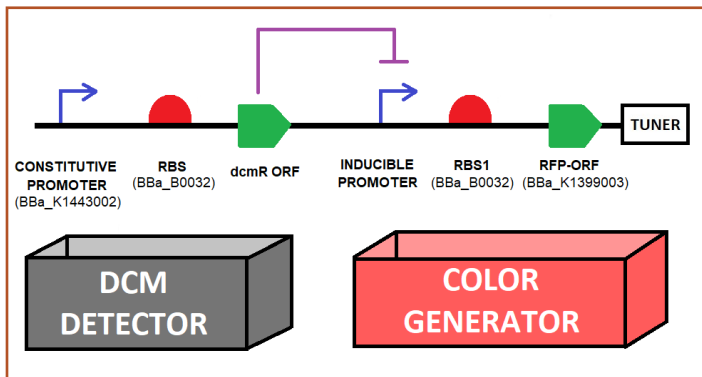 TUNER
CONSTITUTIVE
PROMOTER
(BBa_K1443002)
RBS
(BBa_B0032)
dcmR ORF
INDUCIBLE
PROMOTER
RBS1
(BBa_B0032)
RFP-ORF
(BBa_K1399003)
DCM
DETECTOR
COLOR
GENERATOR